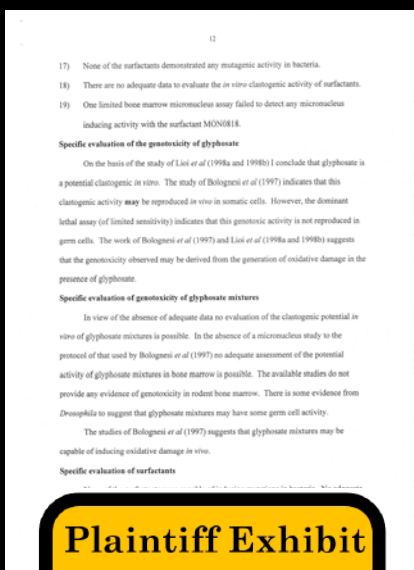 12
17) None of the surfactants demonstrated any mutagenic activity in bacteria.
18) There are no adequate data to evaluate the in vitro clastogenic activity of surfactants.
19) One limited bone marrow micronucleus assay failed to detect any micronucleus
inducing activity with the surfactant MON0818.
Specific evaluation of the genotoxicity of glyphosate
On the basis of the study of Lioi et al (1998a and 1998b) I conclude that glyphosate is
a potential clastogenic in vitro. The study of Bolognesi et al (1997) indicates that this
clastogenic activity may be reproduced in vivo in somatic cells. However, the dominant
lethal assay (of limited sensitivity) indicates that this genotoxic activity is not reproduced in
germ cells. The work of Bolognesi et al (1997) and Lioi et al (1998a and 1998b) suggests
that the genotoxicity observed may be derived from the generation of oxidative damage in the
presence of glyphosate.
Specific evaluation of genotoxicity of glyphosate mixtures
In view of the absence of adequate data no evaluation of the clastogenic potential in
vitro of glyphosate mixtures is possible. In the absence of a micronucleus study to the
protocol of that used by Bolognesi et al (1997) no adequate assessment of the potential
activity of glyphosate mixtures in bone marrow is possible. The available studies do not
provide any evidence of genotoxicity in rodent bone marrow. There is some evidence from
Drosophila to suggest that glyphosate mixtures may have some germ cell activity.
The studies of Bolognesi et al (1997) suggests that glyphosate mixtures may be
capable of inducing oxidative damage in vivo.
Specific evaluation of surfactants
Plaintiff Exhibit